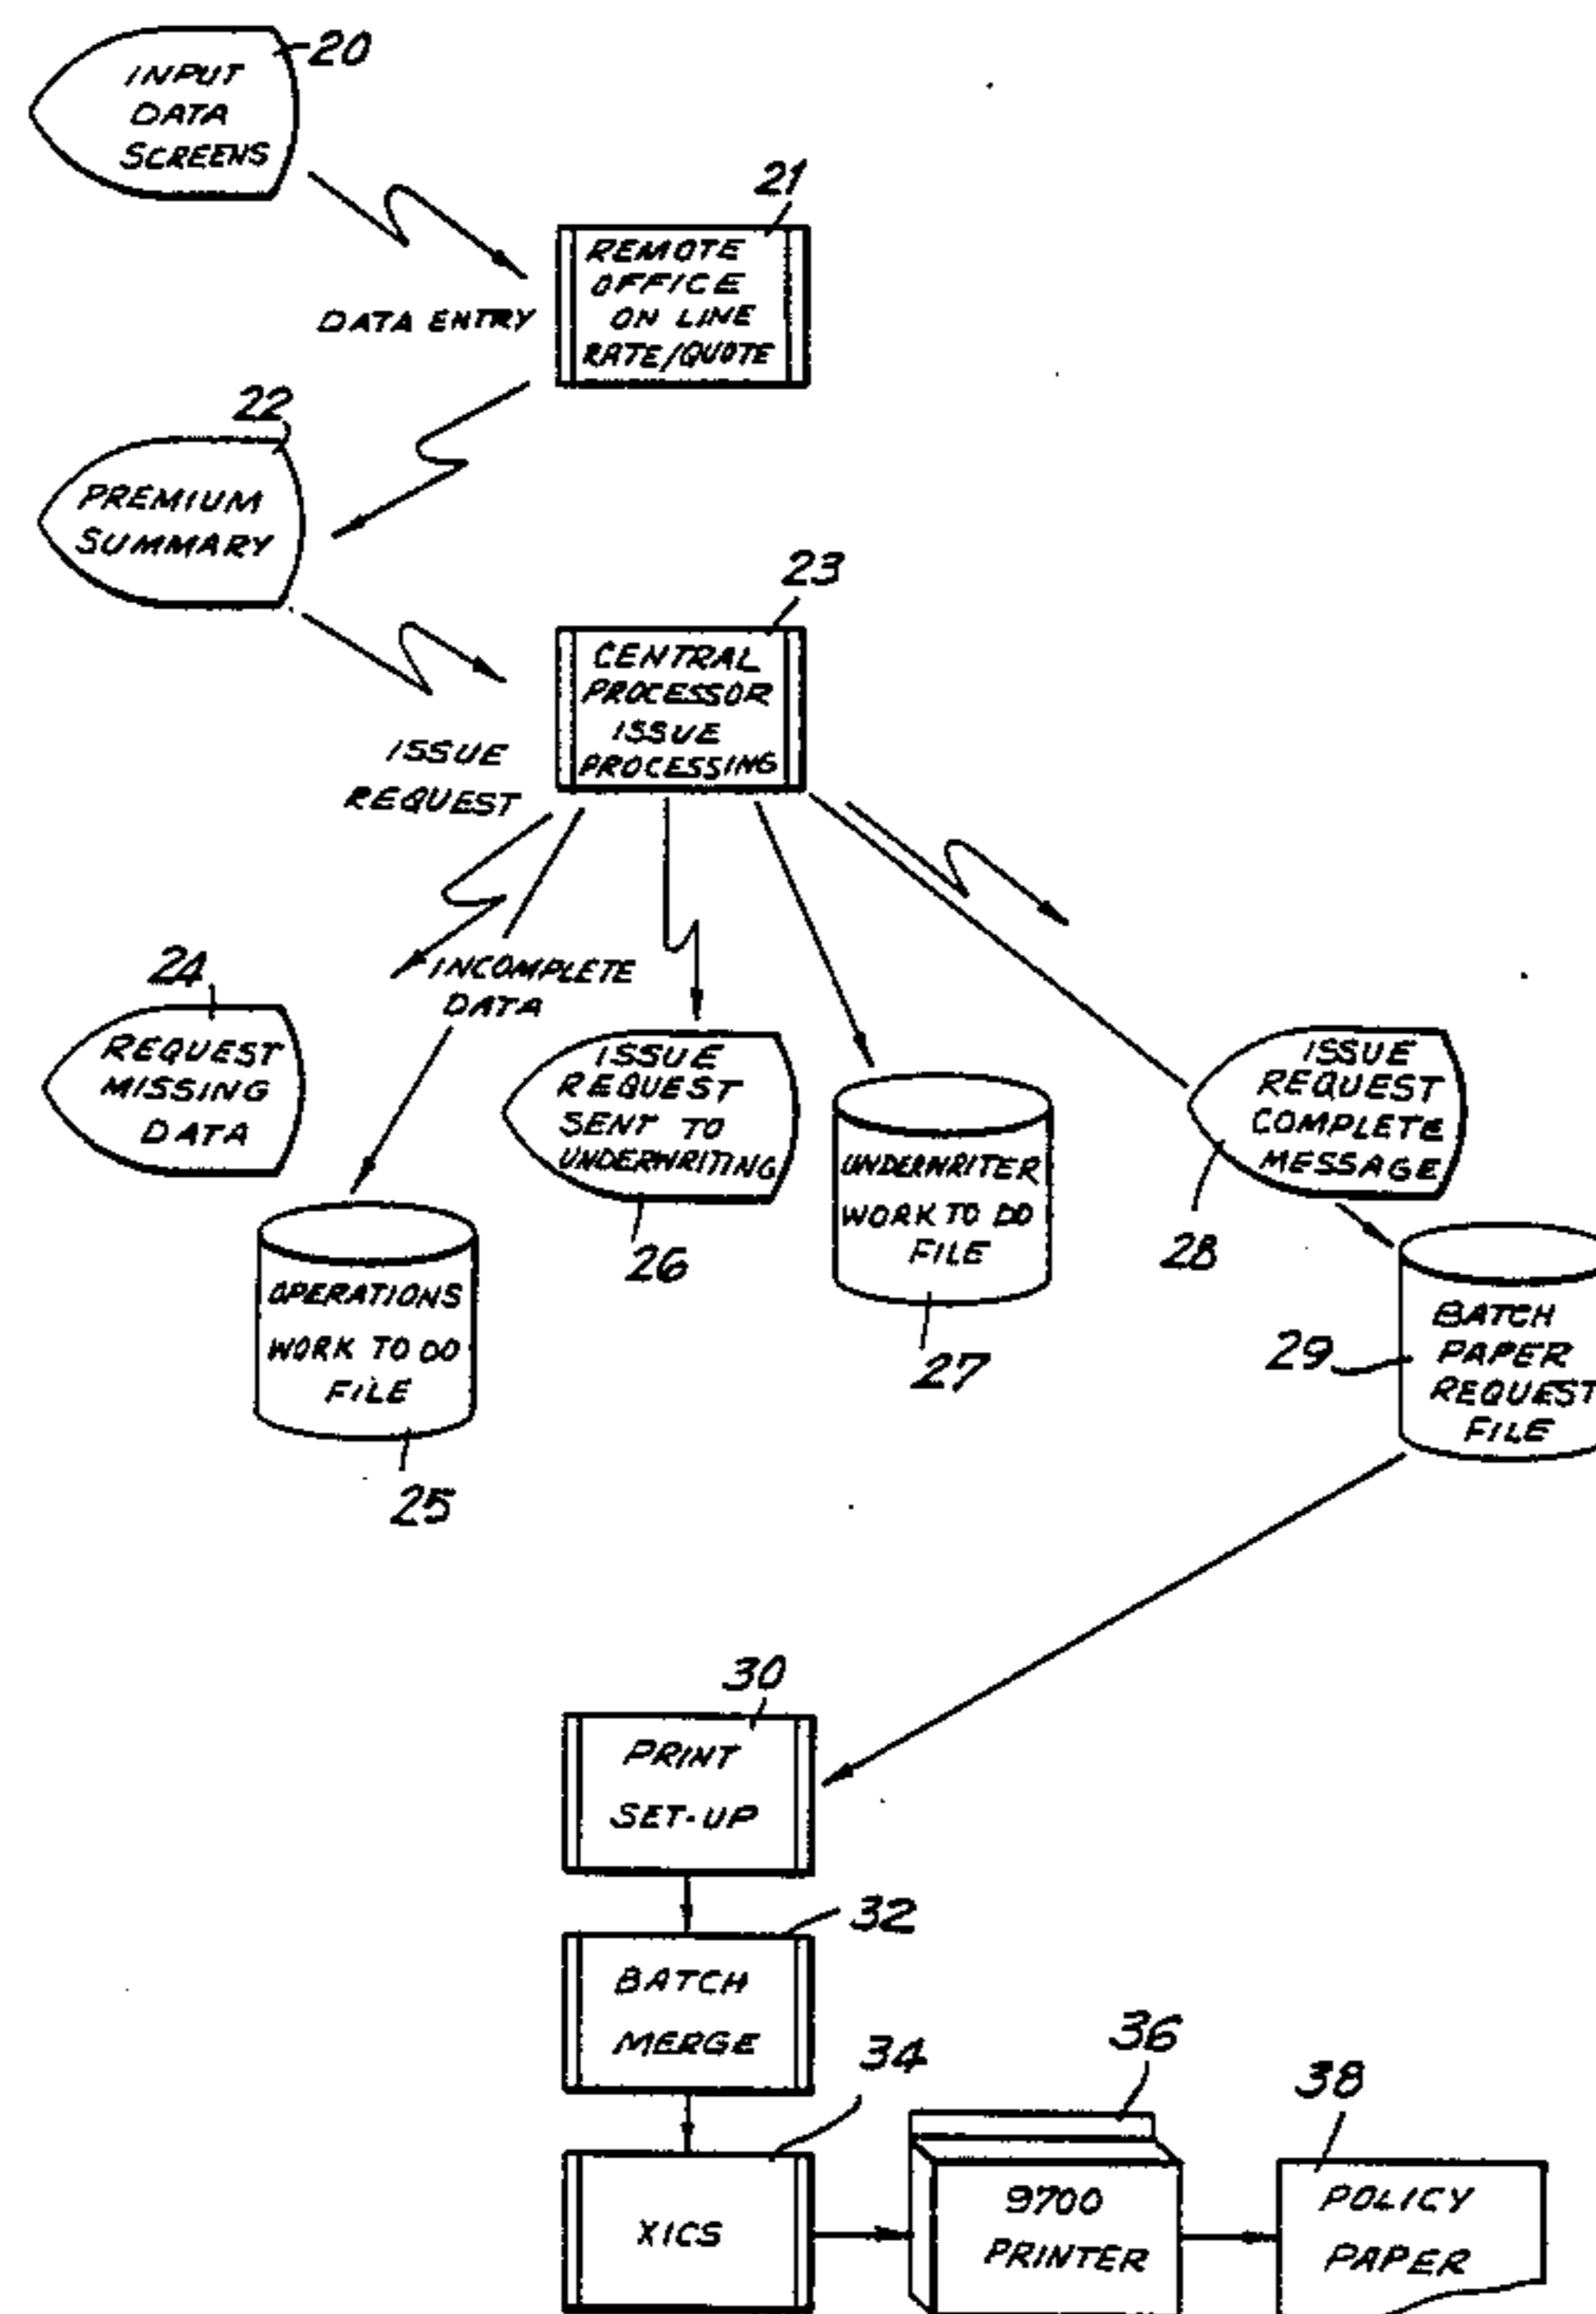 20
INPUT
DATA
SCREENS
21
REMOTE
OFFICE
ON LINE
RATE/QUOTE
DATA ENTRY
22
PREMIUM
SUMMARY
23
CENTRAL
PROCESSOR
ISSUE
PROCESSING
ISSUE
REQUEST
INCOMPLETE
DATA
24
REQUEST
MISSING
DATA
ISSUE
REQUEST
SENT TO
UNDERWRITING
26
UNDERWRITER
WORK TO DO
FILE
27
ISSUE
REQUEST
COMPLETE
MESSAGE
28
OPERATIONS
WORK TO DO
FILE
25
29
BATCH
PAPER
REQUEST
FILE
30
PRINT
SET-UP
32
BATCH
MERGE
34
XICS
36
9700
PRINTER
38
POLICY
PAPER